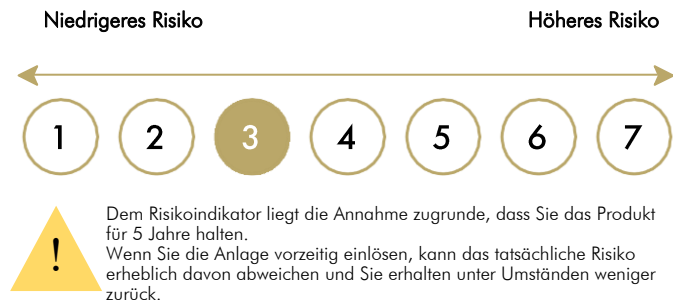 Niedrigeres Risiko Höheres Risiko
1 2 3 4 5 6 7
!
Dem Risikoindikator liegt die Annahme zugrunde, dass Sie das Produkt
für 5 Jahre halten.
Wenn Sie die Anlage vorzeitig einlösen, kann das tatsächliche Risiko
erheblich davon abweichen und Sie erhalten unter Umständen weniger
zurück.